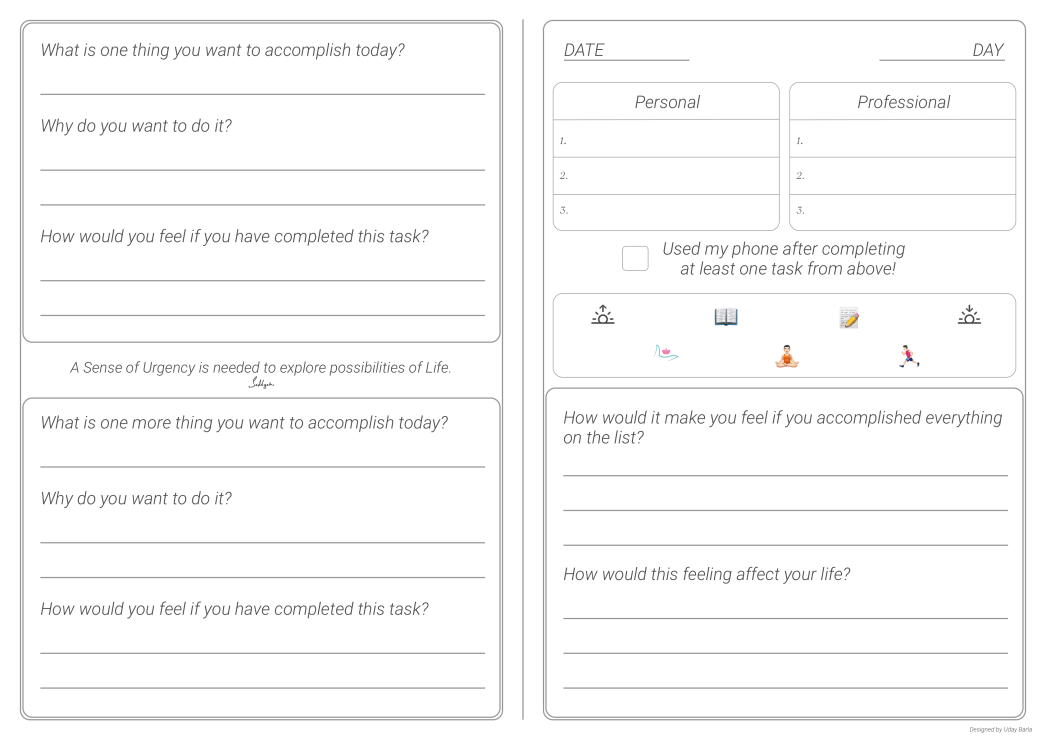 What is one thing you want to accomplish today?
Why do you want to do it?
How would you feel if you have completed this task?
A Sense of Urgency is needed to explore possibilities of Life.
What is one more thing you want to accomplish today?
Why do you want to do it?
How would you feel if you have completed this task?
DATE
DAY
Personal
1.
2.
3.
Professional
1.
2.
3.
Used my phone after completing
at least one task from above!
How would it make you feel if you accomplished everything
on the list?
How would this feeling affect your life?
Designed by Uday Barla